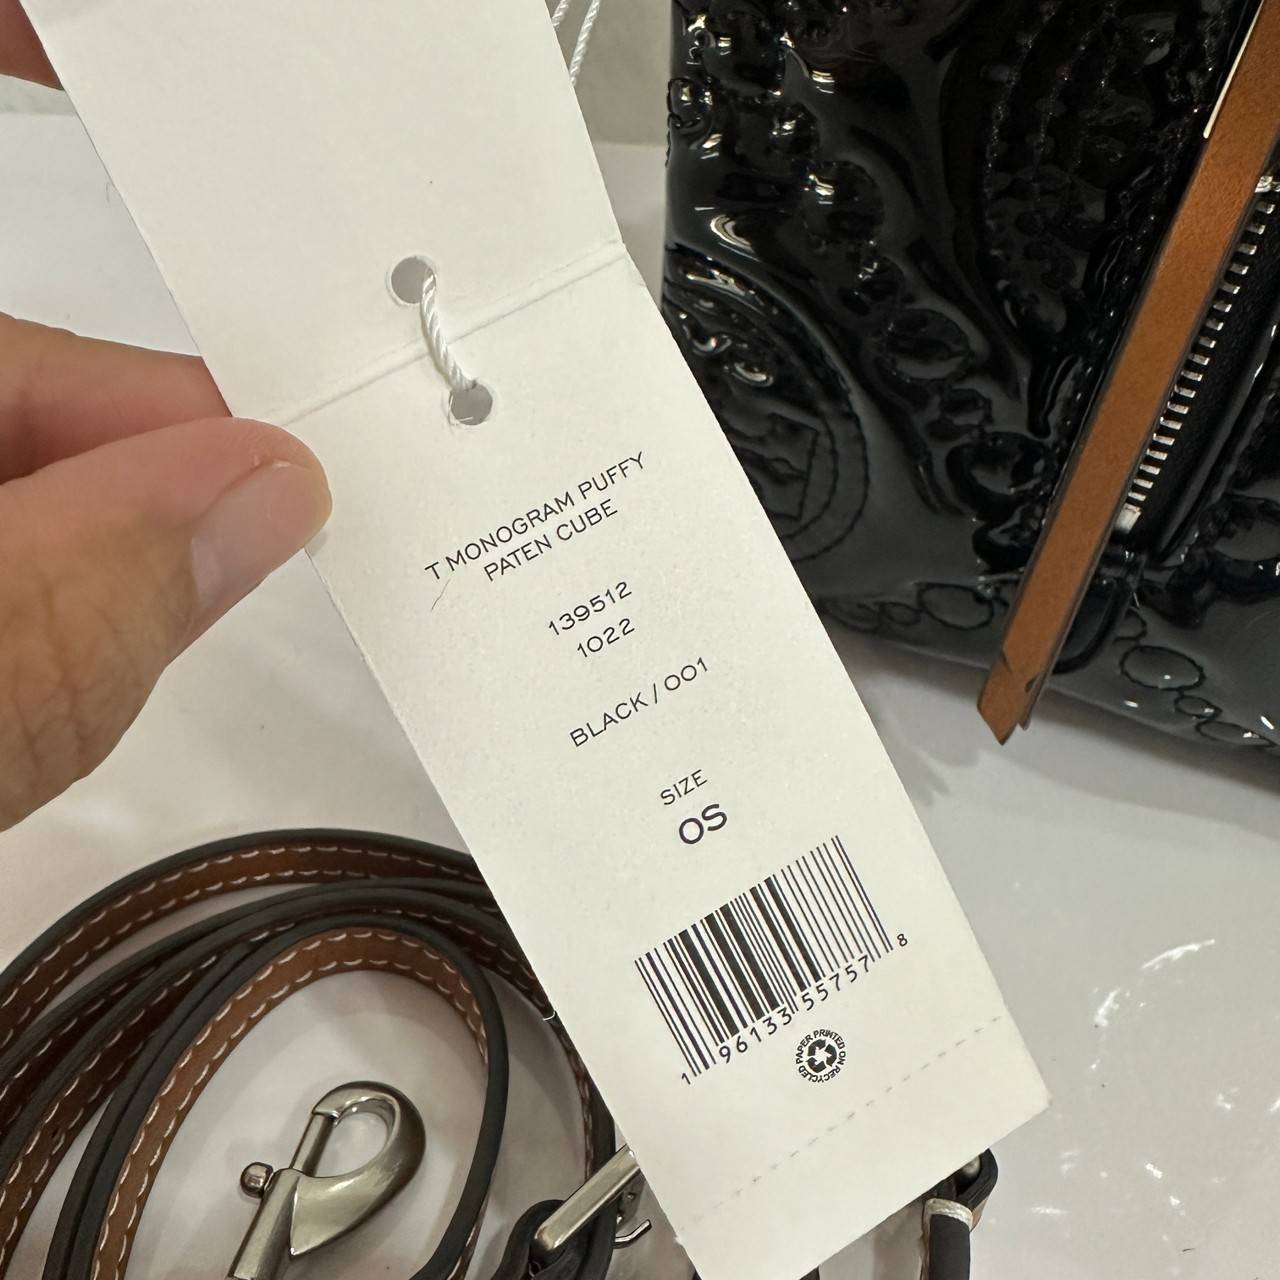 T MONOGRAM PUFFY
PATEN CUBE
139512
1022
BLACK / 001
SIZE
OS
1 96133 55757 8
PAPER PRINTED ON RECYCLED